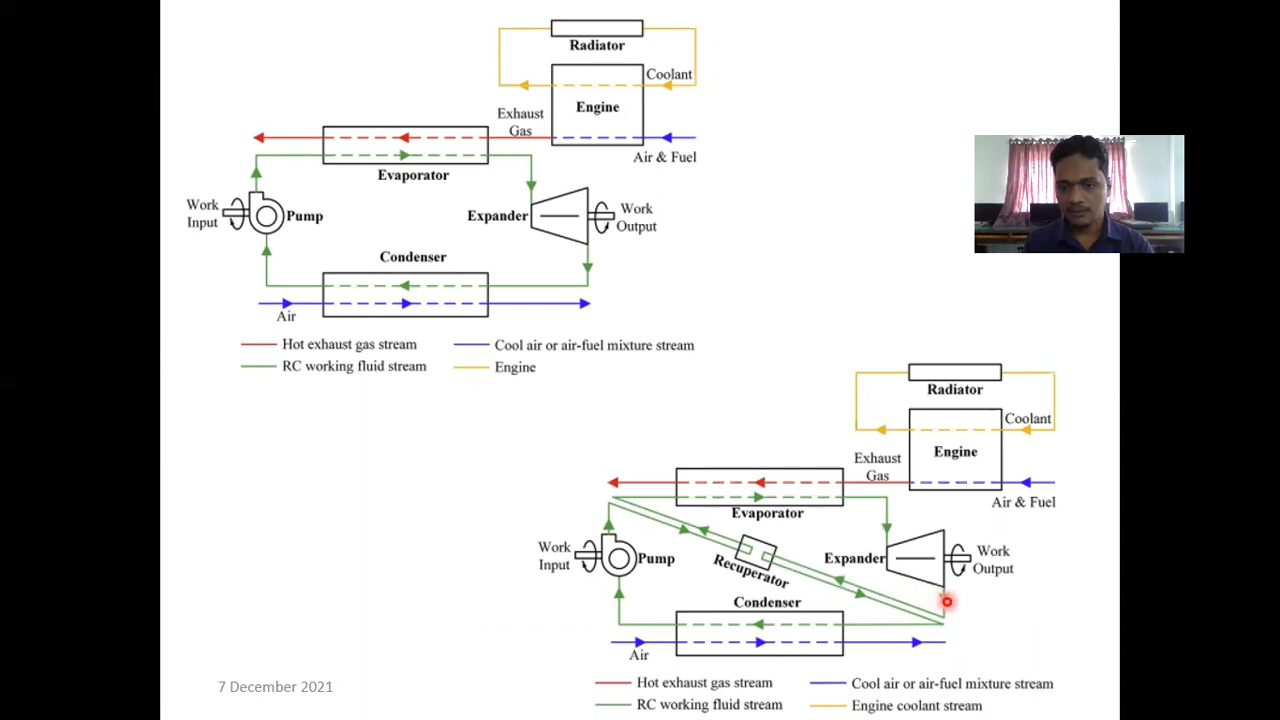 Radiator
Coolant
Engine
Exhaust
Gas
Air & Fuel
Evaporator
Work
Input
Pump
Expander
Work
Output
Condenser
Air
Hot exhaust gas stream
Cool air or air-fuel mixture stream
RC working fluid stream
Engine
Radiator
Coolant
Engine
Exhaust
Gas
Air & Fuel
Evaporator
Work
Input
Pump
Recuperator
Expander
Work
Output
Condenser
Air
Hot exhaust gas stream
Cool air or air-fuel mixture stream
RC working fluid stream
Engine coolant stream
7 December 2021